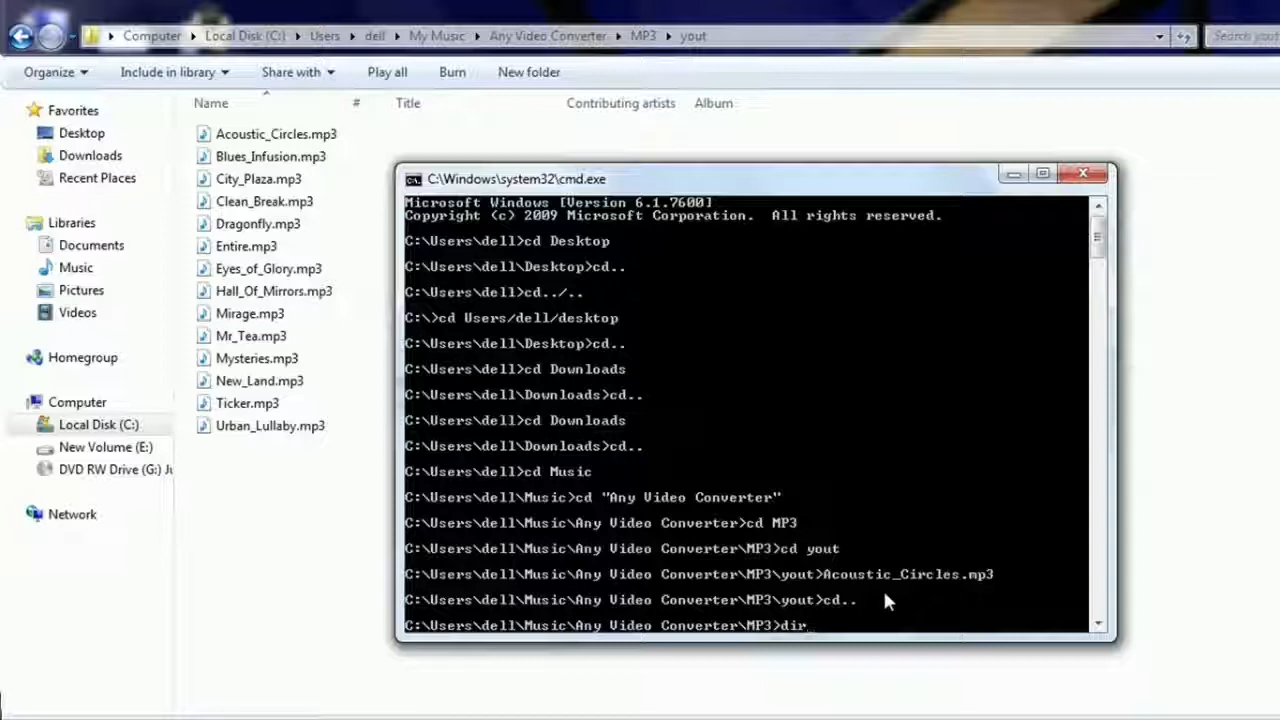 Computer Local Disk (C:) Users dell My Music Any Video Converter MP3 yout
Search yout
Organize Include in library Share with Play all Burn New folder
Name # Title Contributing artists Album
Favorites
Desktop
Downloads
Recent Places
Libraries
Documents
Music
Pictures
Videos
Homegroup
Computer
Local Disk (C:)
New Volume (E:)
DVD RW Drive (G:) Ju
Network
Acoustic_Circles.mp3
Blues_Infusion.mp3
City_Plaza.mp3
Clean_Break.mp3
Dragonfly.mp3
Entire.mp3
Eyes_of_Glory.mp3
Hall_Of_Mirrors.mp3
Mirage.mp3
Mr_Tea.mp3
Mysteries.mp3
New_Land.mp3
Ticker.mp3
Urban_Lullaby.mp3
C:\Windows\system32\cmd.exe
Microsoft Windows [Version 6.1.7600]
Copyright (c) 2009 Microsoft Corporation. All rights reserved.
C:\Users\dell>cd Desktop
C:\Users\dell\Desktop>cd..
C:\Users\dell>cd../..
C:\>cd Users/dell/desktop
C:\Users\dell\Desktop>cd..
C:\Users\dell>cd Downloads
C:\Users\dell\Downloads>cd..
C:\Users\dell>cd Downloads
C:\Users\dell\Downloads>cd..
C:\Users\dell>cd Music
C:\Users\dell\Music>cd "Any Video Converter"
C:\Users\dell\Music\Any Video Converter>cd MP3
C:\Users\dell\Music\Any Video Converter\MP3>cd yout
C:\Users\dell\Music\Any Video Converter\MP3\yout>Acoustic_Circles.mp3
C:\Users\dell\Music\Any Video Converter\MP3\yout>cd..
C:\Users\dell\Music\Any Video Converter\MP3>dir